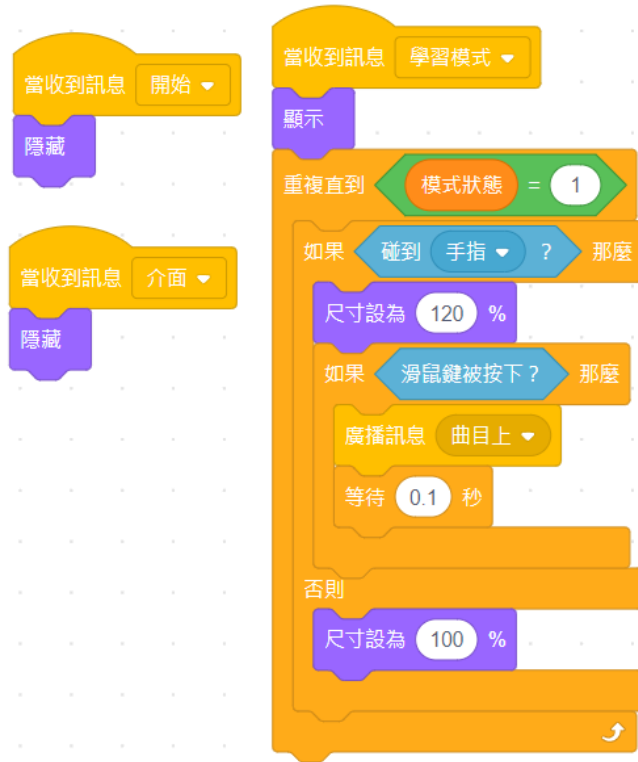 當收到訊息 開始
隱藏
當收到訊息 介面
隱藏
當收到訊息 學習模式
顯示
重複直到 模式狀態 = 1
如果 碰到 手指 ? 那麼
尺寸設為 120 %
如果 滑鼠鍵被按下? 那麼
廣播訊息 曲目上
等待 0.1 秒
否則
尺寸設為 100 %